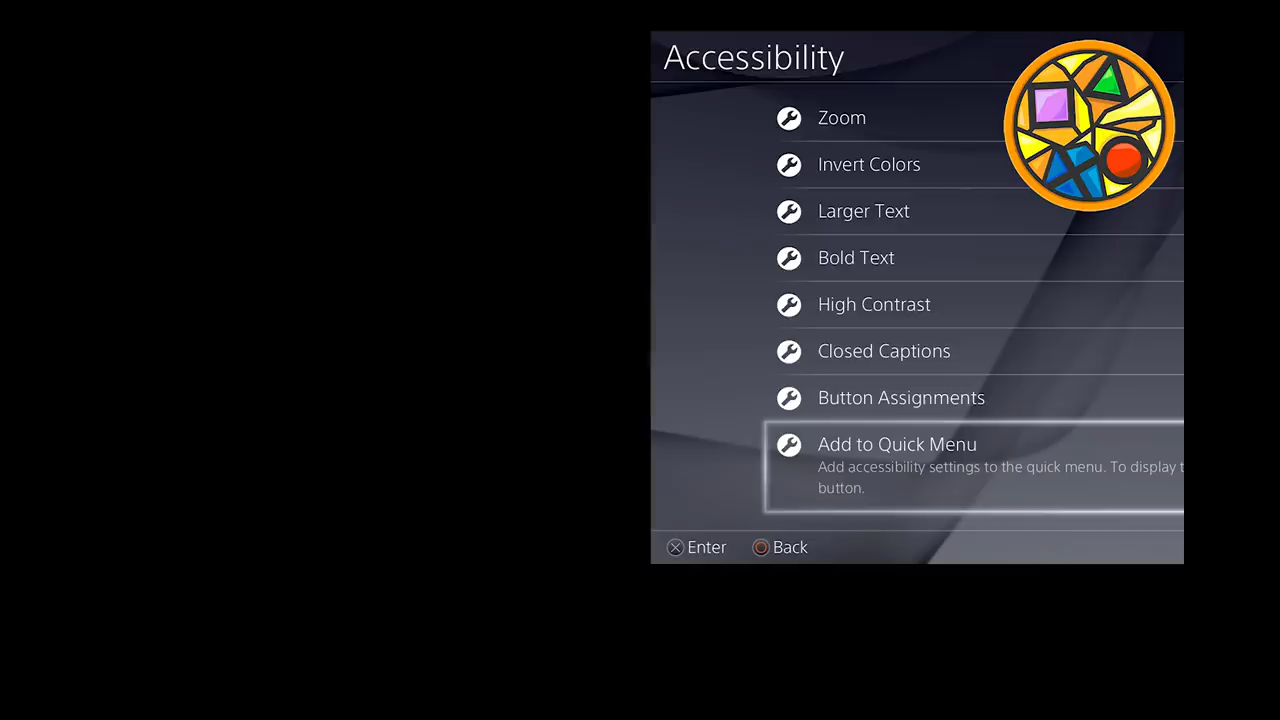 Accessibility
Zoom
Invert Colors
Larger Text
Bold Text
High Contrast
Closed Captions
Button Assignments
Add to Quick Menu
Add accessibility settings to the quick menu. To display
button.
Enter
Back